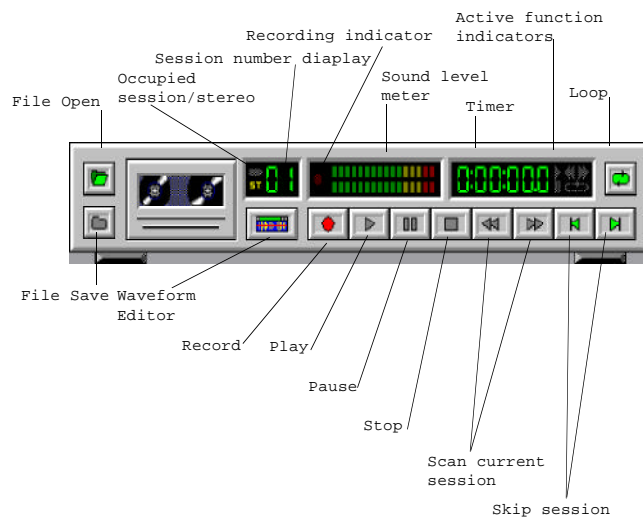 Active function
indicators
Recording indicator
Session number display
Occupied
session/stereo
Sound level
meter
File Open
Timer
Loop
ST 01
0:00:00.0
File Save
Waveform
Editor
Record
Play
Pause
Stop
Scan current
session
Skip session